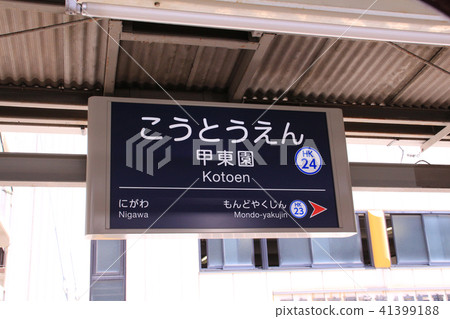 こうとうえん
甲東園
Kotoen
HK
24
にがわ
Nigawa
もんどやくじん
Mondo-yakujin
HK
23
41399188